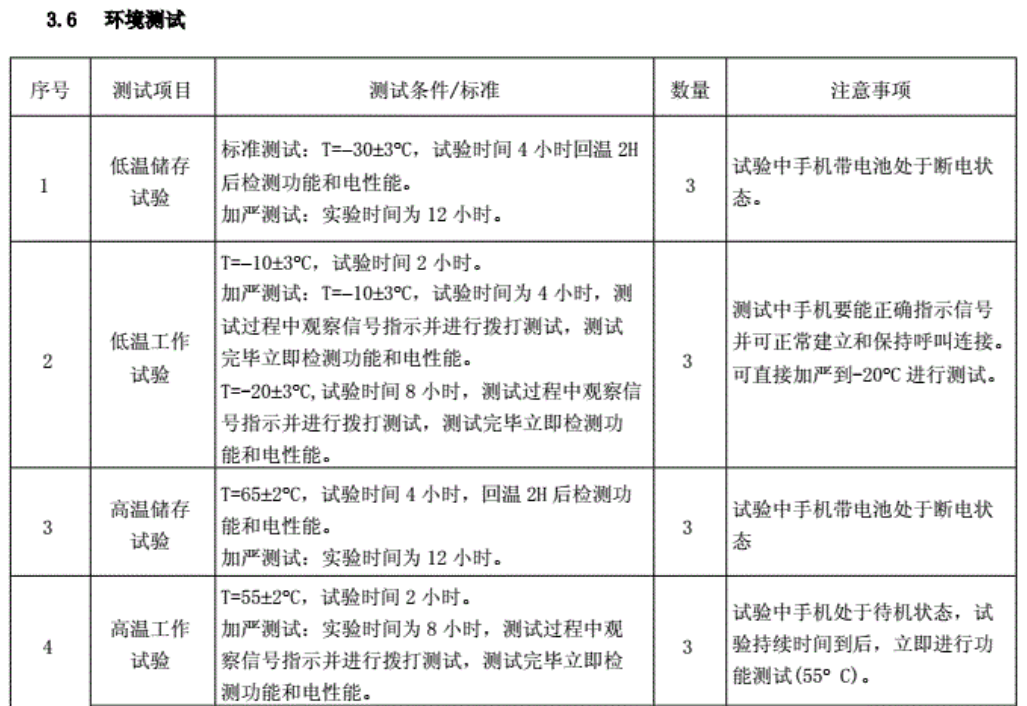 3.6 环境测试
序号 测试项目 测试条件/标准 数量 注意事项
1
低温储存
试验
标准测试：T=—30±3℃，试验时间 4 小时回温 2H
后检测功能和电性能。
加严测试：实验时间为 12 小时。
3
试验中手机带电池处于断电状
态。
2
低温工作
试验
T=—10±3℃，试验时间 2 小时。
加严测试：T=—10±3℃，试验时间为 4 小时，测
试过程中观察信号指示并进行拨打测试，测试
完毕立即检测功能和电性能。
T=-20±3℃,试验时间 8 小时，测试过程中观察信
号指示并进行拨打测试，测试完毕立即检测功
能和电性能。
3
测试中手机要能正确指示信号
并可正常建立和保持呼叫连接。
可直接加严到-20℃ 进行测试。
3
高温储存
试验
T=65±2℃，试验时间 4 小时，回温 2H 后检测功
能和电性能。
加严测试：实验时间为 12 小时。
3
试验中手机带电池处于断电状
态
4
高温工作
试验
T=55±2℃，试验时间 2 小时。
加严测试：实验时间为 8 小时，测试过程中观
察信号指示并进行拨打测试，测试完毕立即检
测功能和电性能。
3
试验中手机处于待机状态，试
验持续时间到后，立即进行功
能测试(55° C)。